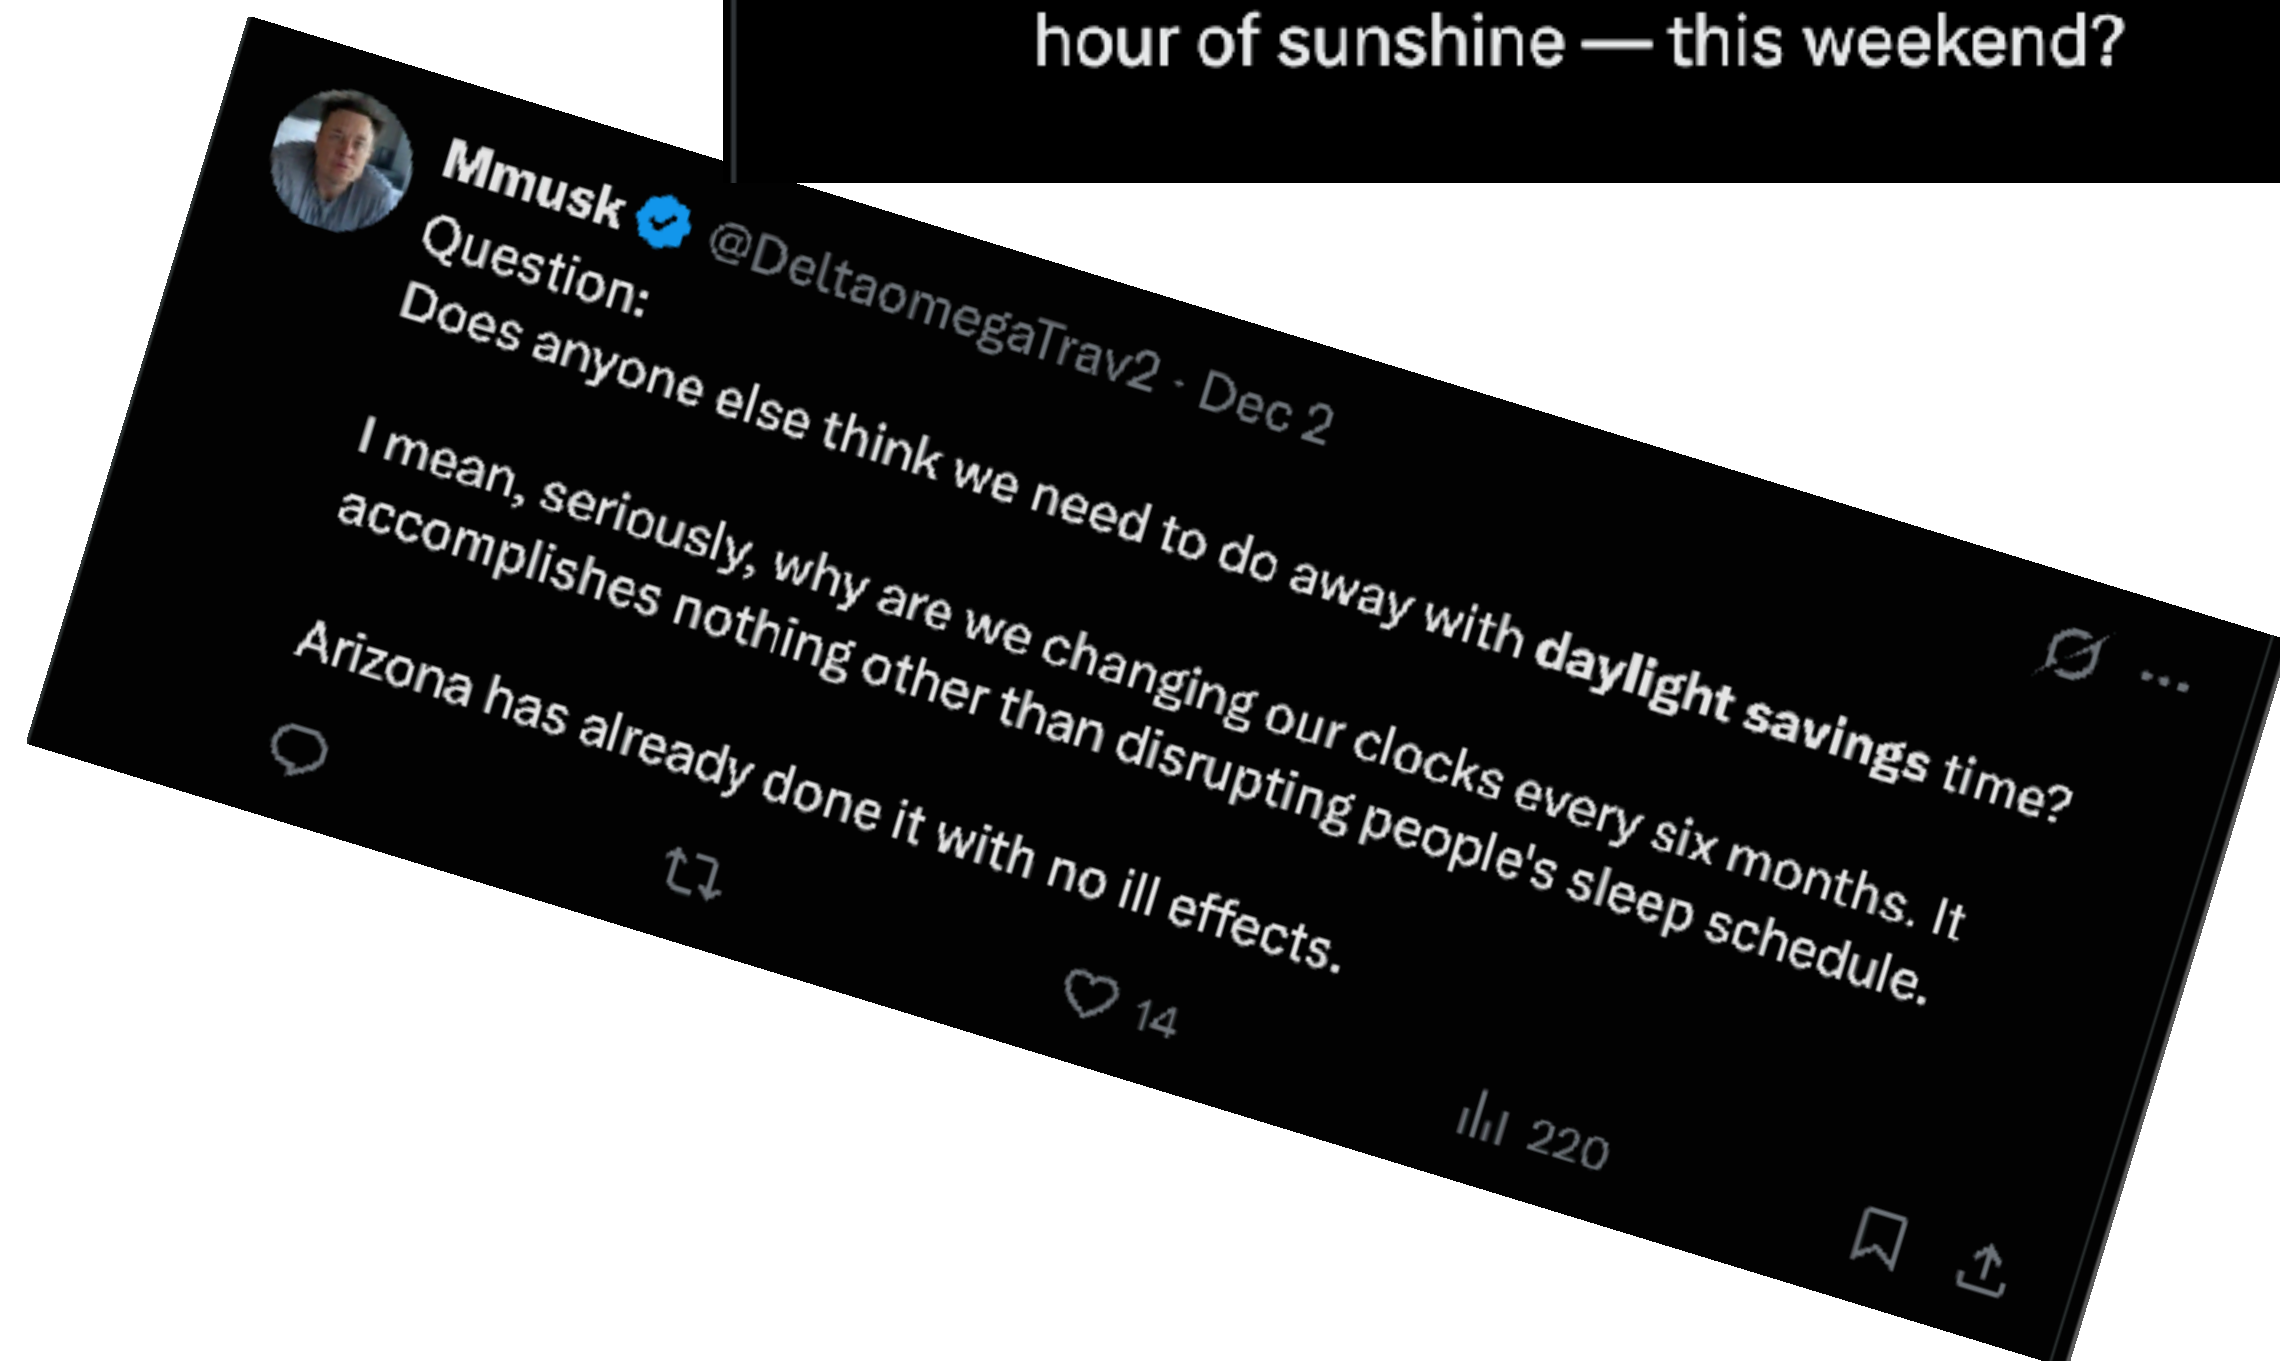 hour of sunshine — this weekend?
Mmusk @DeltaomegaTrav2 · Dec 2
Question:
Does anyone else think we need to do away with daylight savings time?
I mean, seriously, why are we changing our clocks every six months. It
accomplishes nothing other than disrupting people's sleep schedule.
Arizona has already done it with no ill effects.
14
220